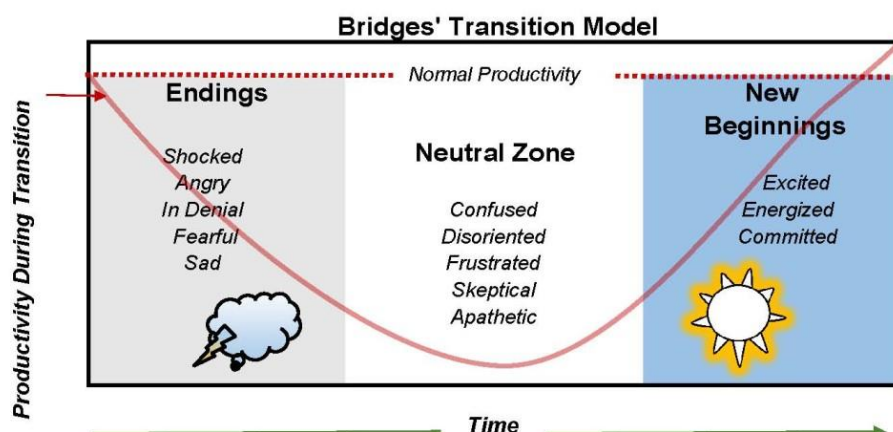 Bridges' Transition Model
Normal Productivity
Endings
Shocked
Angry
In Denial
Fearful
Sad
Neutral Zone
Confused
Disoriented
Frustrated
Skeptical
Apathetic
New
Beginnings
Excited
Energized
Committed
Productivity During Transition
Time